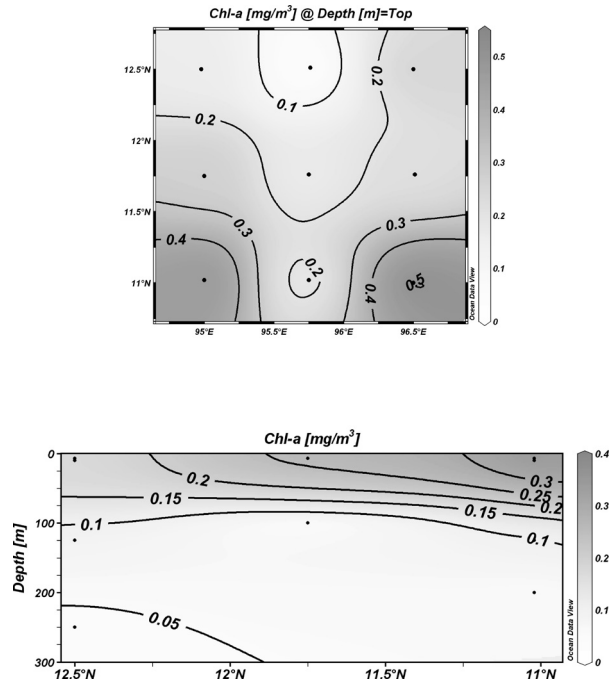 Chl-a [mg/m³] @ Depth [m]=Top
12.5°N
12°N
11.5°N
11°N
95°E
95.5°E
96°E
96.5°E
0.1
0.2
0.2
0.3
0.4
0.2
0.3
0.4
0.5
Ocean Data View
0.5
0.4
0.3
0.2
0.1
0
Chl-a [mg/m³]
Depth [m]
0
100
200
300
12.5°N
12°N
11.5°N
11°N
0.2
0.15
0.1
0.05
0.3
0.25
0.2
0.15
0.1
Ocean Data View
0.4
0.3
0.2
0.1
0